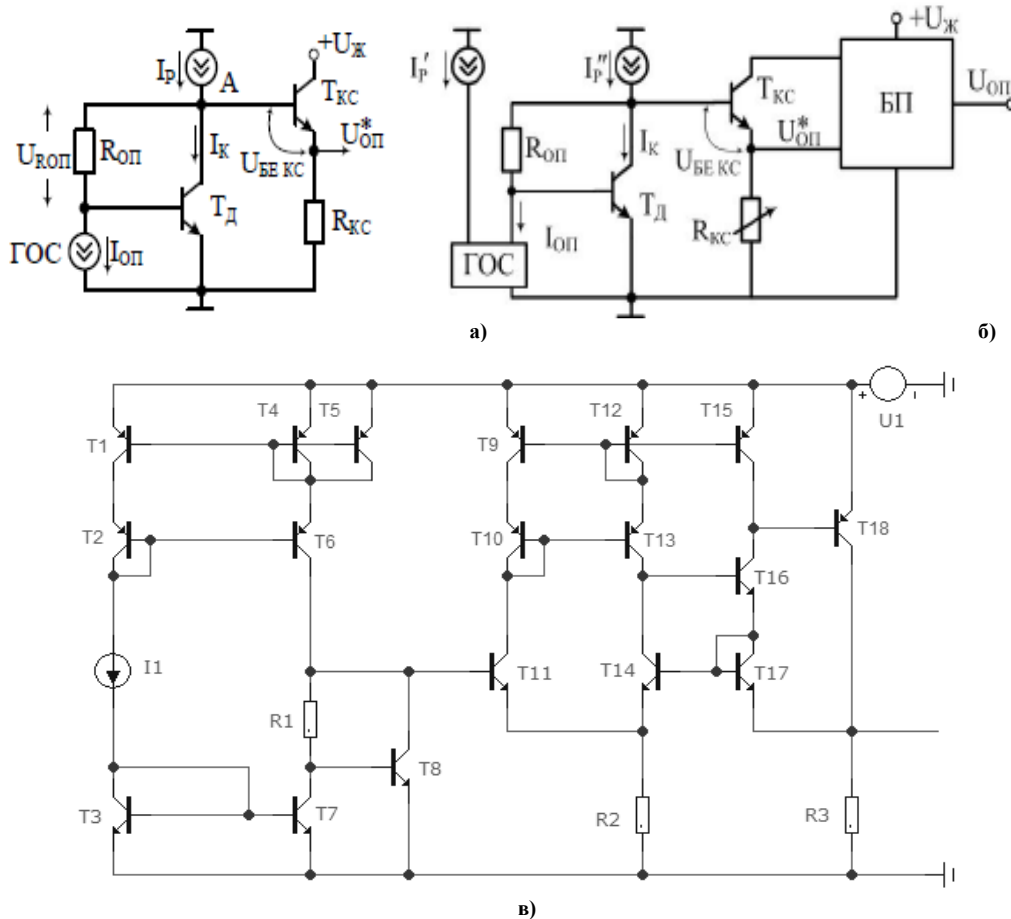 I_P
A
+U_Ж
T_КС
U_RОП
R_ОП
I_К
U_БЕ КС
U*_ОП
T_Д
R_КС
ГОС
I_ОП
а)
I_P'
I_P''
+U_Ж
БП
U_ОП
T_КС
R_ОП
I_К
U_БЕ КС
U*_ОП
T_Д
R_КС
I_ОП
ГОС
б)
T4
T5
T12
T15
+
-
U1
T1
T9
T2
T6
T10
T13
T18
T16
I1
T11
T14
T17
R1
T8
T3
T7
R2
R3
в)